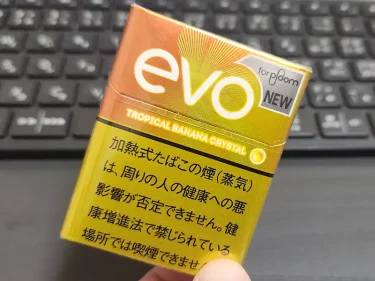 evo
for Ploom
NEW
TROPICAL BANANA CRYSTAL
加熱式たばこの煙(蒸気)
は、周りの人の健康への悪
影響が否定できません。健
康増進法で禁じられている
場所では喫煙できませ